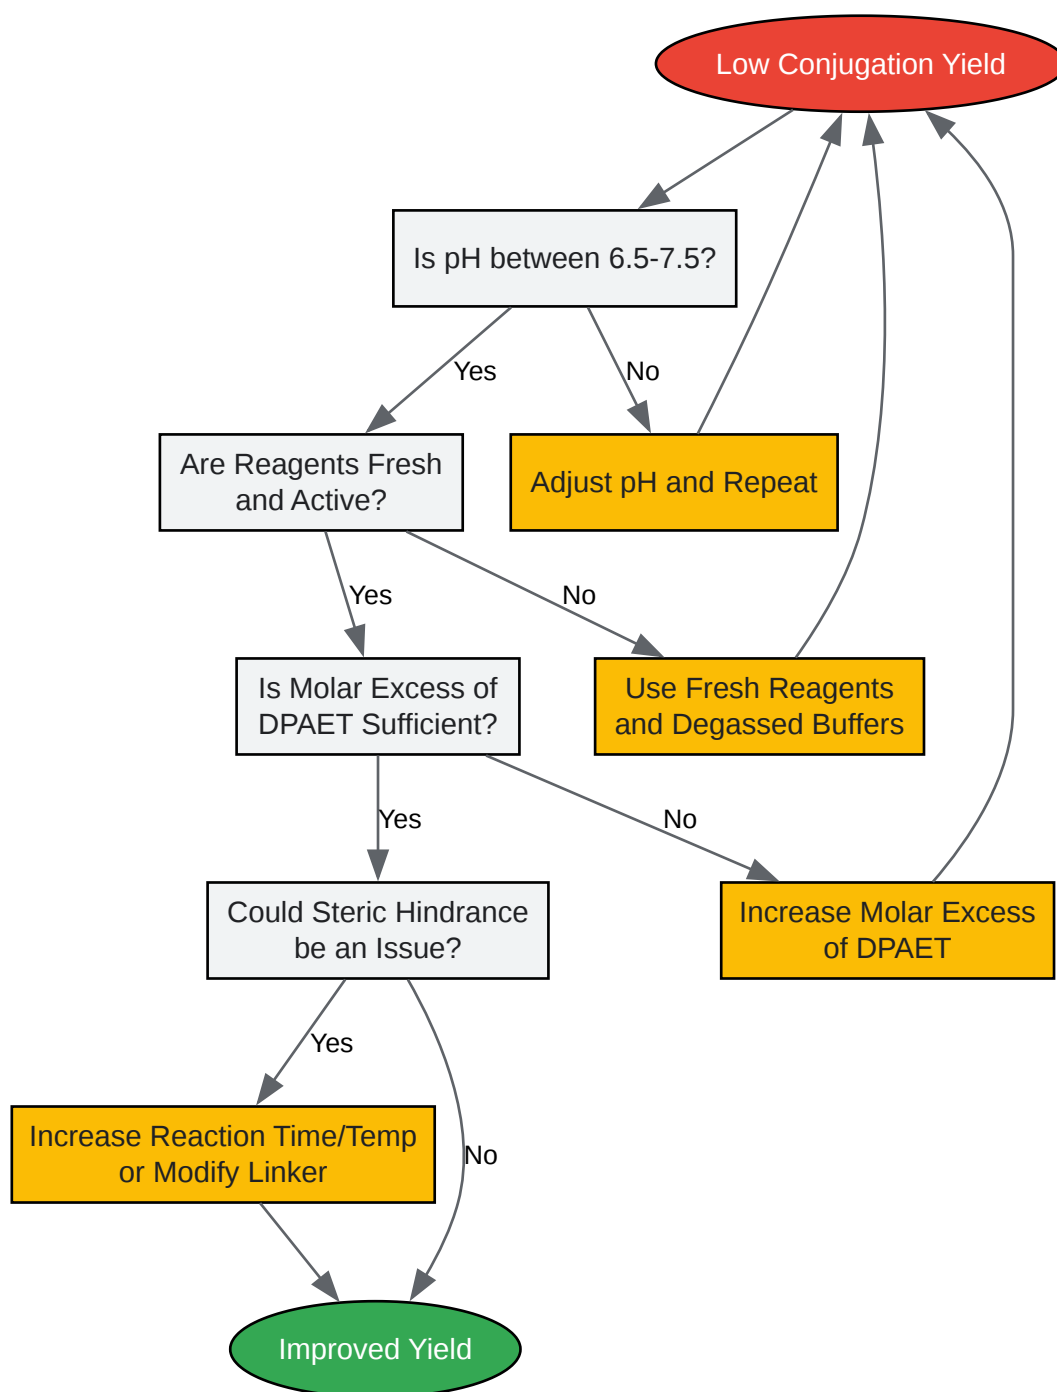 Low Conjugation Yield
Is pH between 6.5-7.5?
Yes
No
Are Reagents Fresh
and Active?
Adjust pH and Repeat
Yes
No
Is Molar Excess of
DPAET Sufficient?
Use Fresh Reagents
and Degassed Buffers
Yes
No
Could Steric Hindrance
be an Issue?
Increase Molar Excess
of DPAET
Yes
Increase Reaction Time/Temp
or Modify Linker
No
Improved Yield